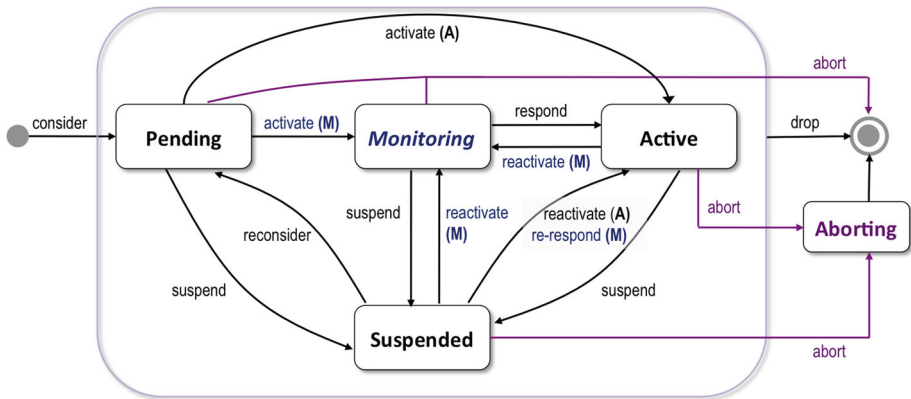 activate (A)
abort
consider
respond
drop
Pending
activate (M)
Monitoring
Active
reactivate (M)
suspend
reactivate
(M)
reactivate (A)
re-respond (M)
abort
Aborting
reconsider
suspend
suspend
Suspended
abort